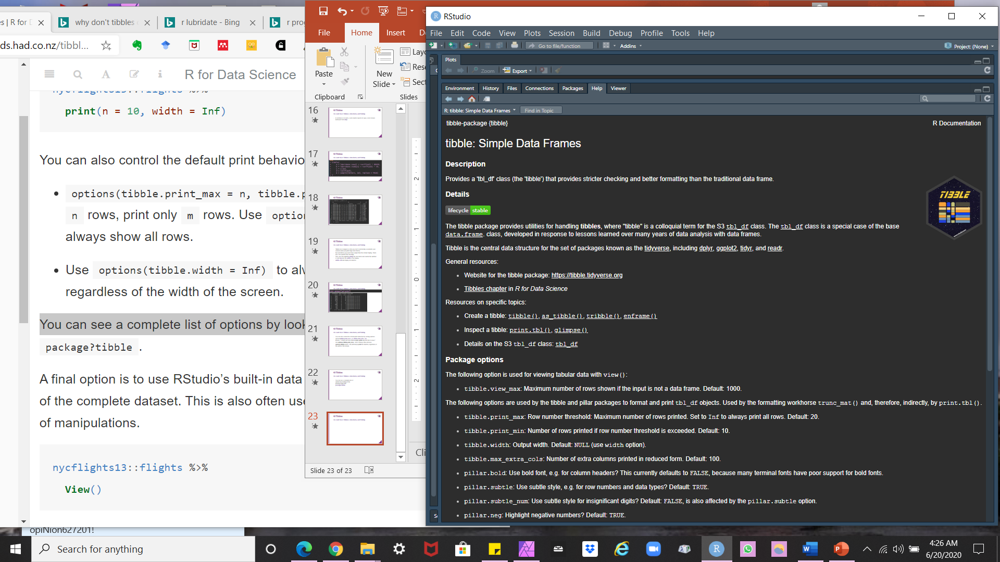 es | R for D
why don't tibbles
r lubridate - Bing
r pro
ds.had.co.nz/tibbl...
R for Data Science
nycflights13::flights %>%
print(n = 10, width = Inf)
You can also control the default print behavio
options(tibble.print_max = n, tibble.p
n rows, print only m rows. Use option
always show all rows.
Use options(tibble.width = Inf) to alw
regardless of the width of the screen.
You can see a complete list of options by look
package?tibble .
A final option is to use RStudio’s built-in data
of the complete dataset. This is also often use
of manipulations.
nycflights13::flights %>%
View()
opiNion627201!
File
Home
Insert
D
Paste
New
Slide
Layo
Rese
Sect
Clipboard
Slides
16
17
18
19
20
21
22
23
2
1
0
1
2
Cli
Slide 23 of 23
RStudio
File Edit Code View Plots Session Build Debug Profile Tools Help
Go to file/function
Addins
Project: (None)
Plots
Zoom
Export
Environment History Files Connections Packages Help Viewer
R: tibble: Simple Data Frames
Find in Topic
tibble-package {tibble}
R Documentation
tibble: Simple Data Frames
Description
Provides a 'tbl_df' class (the 'tibble') that provides stricter checking and better formatting than the traditional data frame.
Details
lifecycle stable
TIBBLE
The tibble package provides utilities for handling tibbles, where "tibble" is a colloquial term for the S3 tbl_df class. The tbl_df class is a special case of the base
data.frame. class, developed in response to lessons learned over many years of data analysis with data frames.
Tibble is the central data structure for the set of packages known as the tidyverse, including dplyr, ggplot2, tidyr, and readr.
General resources:
Website for the tibble package: https://tibble.tidyverse.org
Tibbles chapter in R for Data Science
Resources on specific topics:
Create a tibble: tibble(), as_tibble(), tribble(), enframe()
Inspect a tibble: print.tbl(), glimpse()
Details on the S3 tbl_df class: tbl_df
Package options
The following option is used for viewing tabular data with view():
tibble.view_max: Maximum number of rows shown if the input is not a data frame. Default: 1000.
The following options are used by the tibble and pillar packages to format and print tbl_df objects. Used by the formatting workhorse trunc_mat() and, therefore, indirectly, by print.tbl().
tibble.print_max: Row number threshold: Maximum number of rows printed. Set to Inf to always print all rows. Default: 20.
tibble.print_min: Number of rows printed if row number threshold is exceeded. Default: 10.
tibble.width: Output width. Default: NULL (use width option).
tibble.max_extra_cols: Number of extra columns printed in reduced form. Default: 100.
pillar.bold: Use bold font, e.g. for column headers? This currently defaults to FALSE, because many terminal fonts have poor support for bold fonts.
pillar.subtle: Use subtle style, e.g. for row numbers and data types? Default: TRUE.
pillar.subtle_num: Use subtle style for insignificant digits? Default: FALSE, is also affected by the pillar.subtle option.
pillar.neg: Highlight negative numbers? Default: TRUE.
Search for anything
4:26 AM
6/20/2020